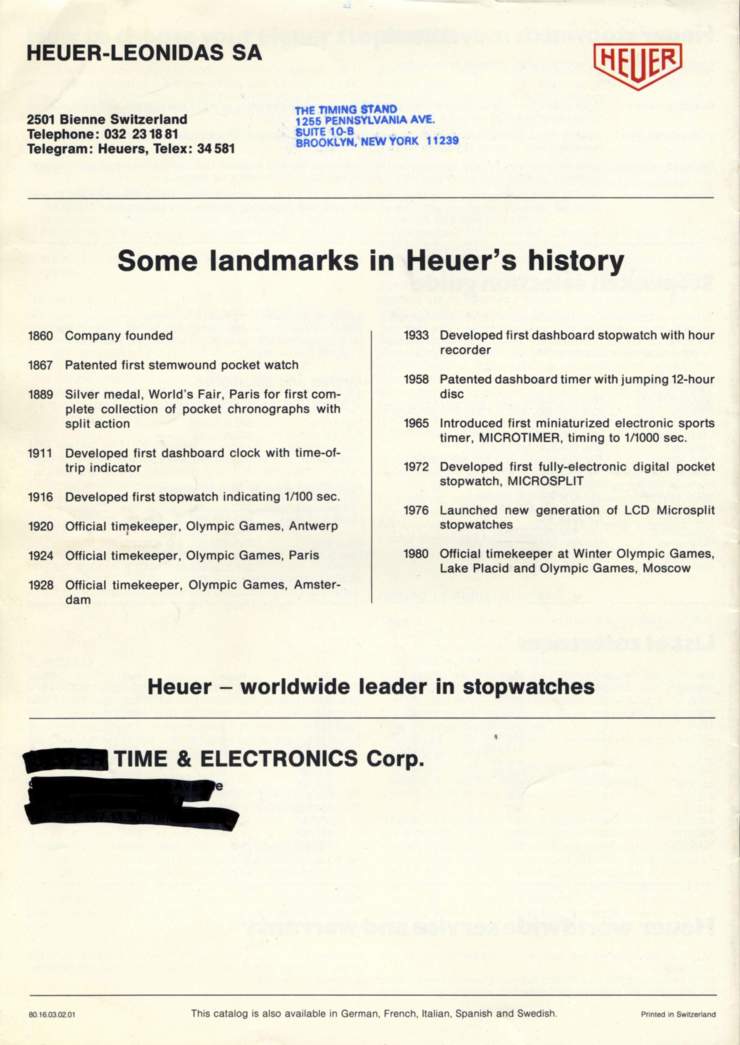 HEUER-LEONIDAS SA
HEUER
2501 Bienne Switzerland
Telephone: 032 23 18 81
Telegram: Heuers, Telex: 34 581
THE TIMING STAND
1255 PENNSYLVANIA AVE.
SUITE 10-B
BROOKLYN, NEW YORK 11239
Some landmarks in Heuer's history
1860 Company founded
1867 Patented first stemwound pocket watch
1889 Silver medal, World's Fair, Paris for first com-
plete collection of pocket chronographs with
split action
1911 Developed first dashboard clock with time-of-
trip indicator
1916 Developed first stopwatch indicating 1/100 sec.
1920 Official timekeeper, Olympic Games, Antwerp
1924 Official timekeeper, Olympic Games, Paris
1928 Official timekeeper, Olympic Games, Amster-
dam
1933 Developed first dashboard stopwatch with hour
recorder
1958 Patented dashboard timer with jumping 12-hour
disc
1965 Introduced first miniaturized electronic sports
timer, MICROTIMER, timing to 1/1000 sec.
1972 Developed first fully-electronic digital pocket
stopwatch, MICROSPLIT
1976 Launched new generation of LCD Microsplit
stopwatches
1980 Official timekeeper at Winter Olympic Games,
Lake Placid and Olympic Games, Moscow
Heuer – worldwide leader in stopwatches
TIME & ELECTRONICS Corp.
80.16.03.02.01
This catalog is also available in German, French, Italian, Spanish and Swedish.
Printed in Switzerland